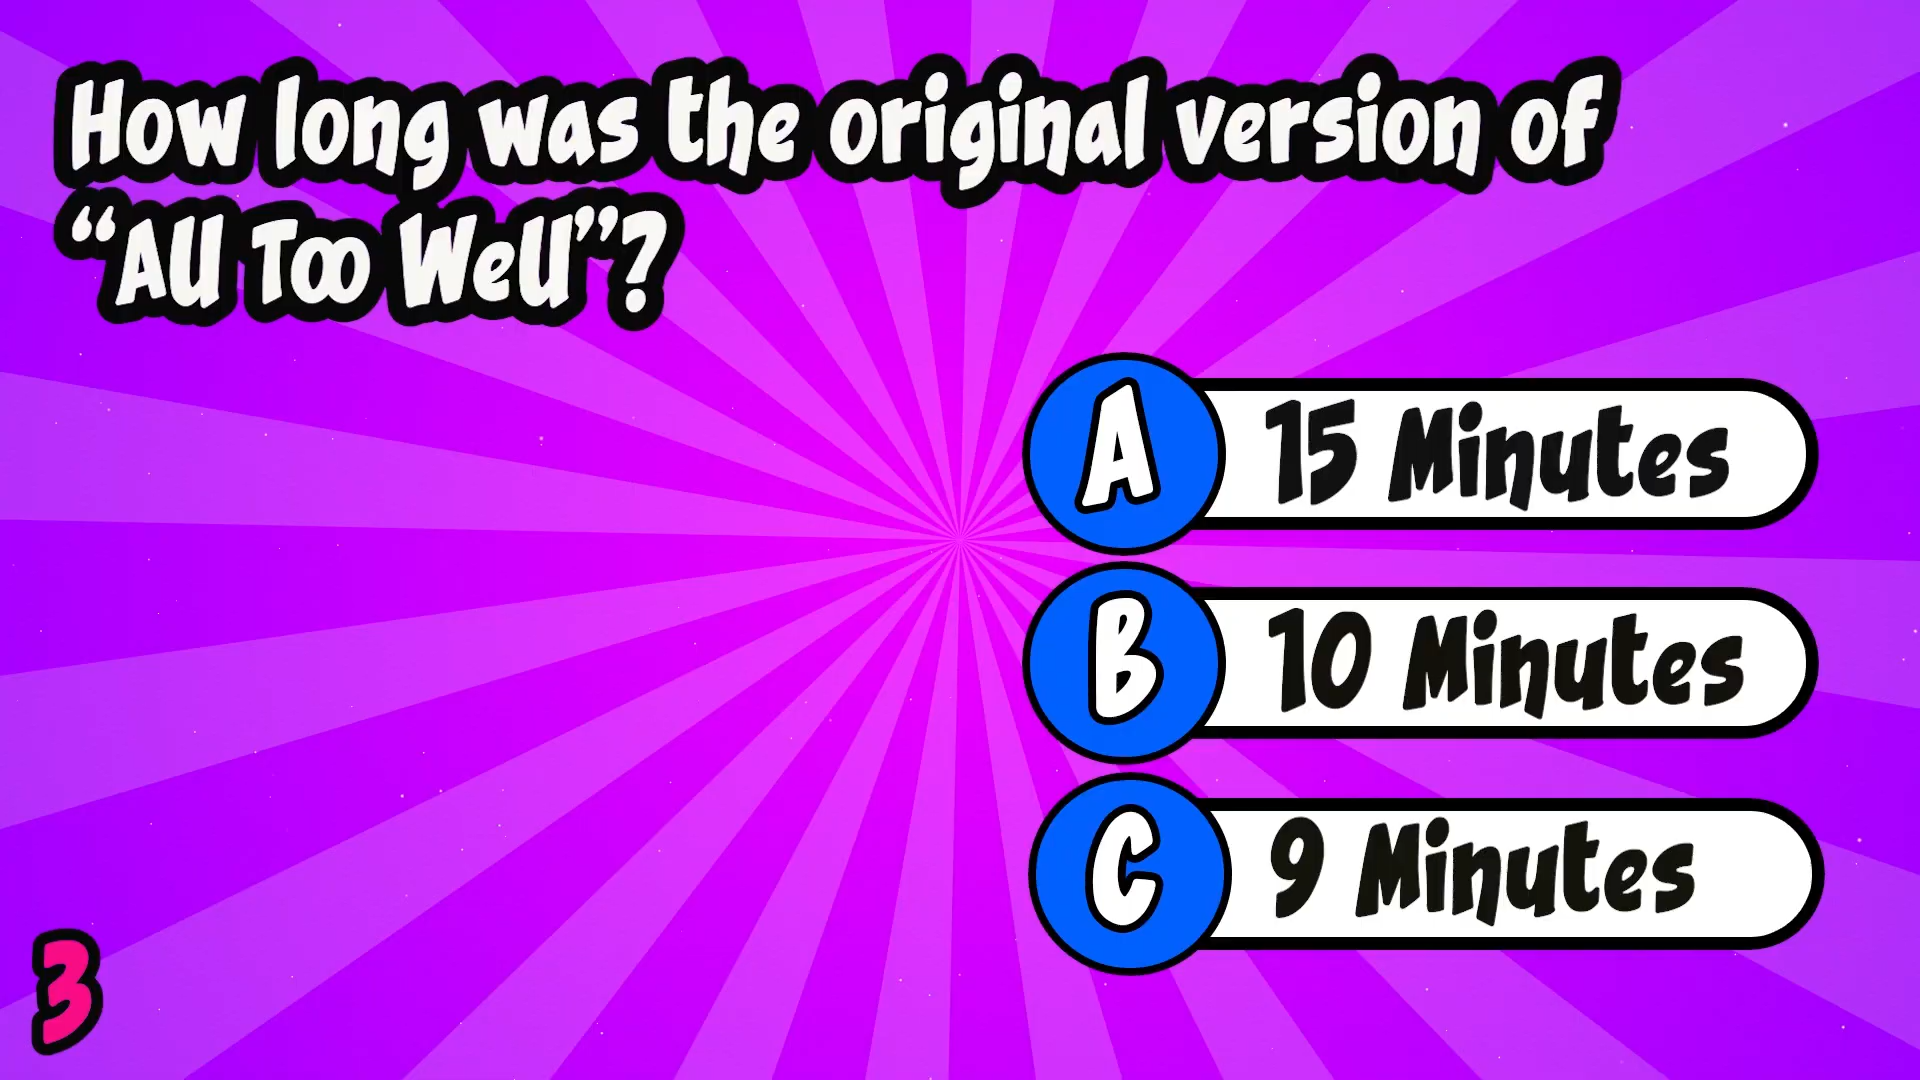 How long was the original version of
“All Too Well”?
A 15 Minutes
B 10 Minutes
C 9 Minutes
3